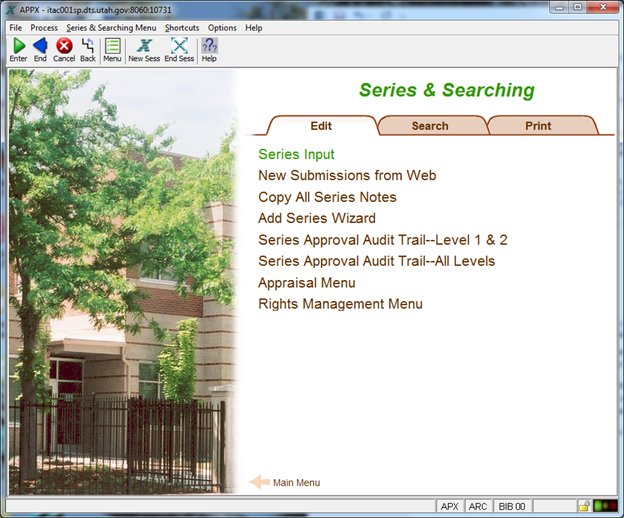 APPX - itac001sp.dts.utah.gov:8060:10731
File Process Series & Searching Menu Shortcuts Options Help
Enter End Cancel Back Menu New Sess End Sess Help
Series & Searching
Edit Search Print
Series Input
New Submissions from Web
Copy All Series Notes
Add Series Wizard
Series Approval Audit Trail--Level 1 & 2
Series Approval Audit Trail--All Levels
Appraisal Menu
Rights Management Menu
Main Menu
APX ARC BIB 00